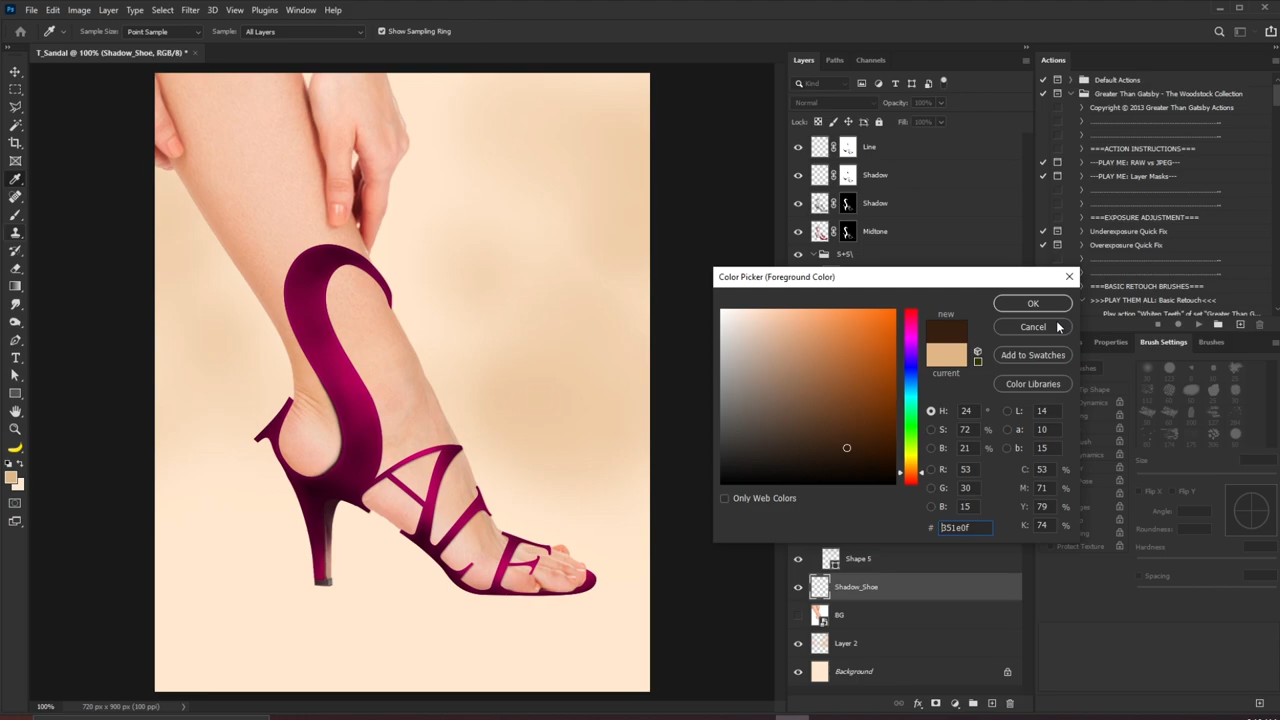 Ps File Edit Image Layer Type Select Filter 3D View Plugins Window Help
Sample Size: Point Sample Sample: All Layers Show Sampling Ring
T_Sandal @ 100% (Shadow_Shoe, RGB/8) *
Layers Paths Channels
Kind
Normal Opacity: 100%
Lock: Fill: 100%
Line
Shadow
Shadow
Midtone
S+S\
Shape 5
Shadow_Shoe
BG
Layer 2
Background
Actions
Default Actions
Greater Than Gatsby - The Woodstock Collection
Copyright © 2013 Greater Than Gatsby Actions
===ACTION INSTRUCTIONS===
---PLAY ME: RAW vs JPEG---
---PLAY ME: Layer Masks---
===EXPOSURE ADJUSTMENT===
Underexposure Quick Fix
Overexposure Quick Fix
===BASIC RETOUCH BRUSHES===
>>>PLAY THEM ALL: Basic Retouch<<<
Play action "Whiten Teeth" of set "Greater Than G...
Properties Brush Settings Brushes
Size
Flip X Flip Y
Angle:
Roundness:
Hardness
Protect Texture
Spacing
Color Picker (Foreground Color)
new
current
OK
Cancel
Add to Swatches
Color Libraries
H: 24 °
S: 72 %
B: 21 %
R: 53
G: 30
B: 15
# 351e0f
L: 14
a: 10
b: 15
C: 53 %
M: 71 %
Y: 79 %
K: 74 %
Only Web Colors
100% 720 px x 900 px (100 ppi)